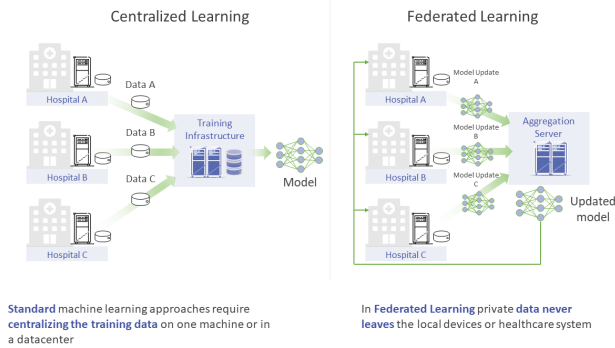 Centralized Learning
Data A
Hospital A
Data B
Training
Infrastructure
Hospital B
Data C
Model
Hospital C
Standard machine learning approaches require
centralizing the training data on one machine or in
a datacenter
Federated Learning
Model Update
A
Hospital A
Model Update
B
Aggregation
Server
Hospital B
Model Update
C
Updated
model
Hospital C
In Federated Learning private data never
leaves the local devices or healthcare system